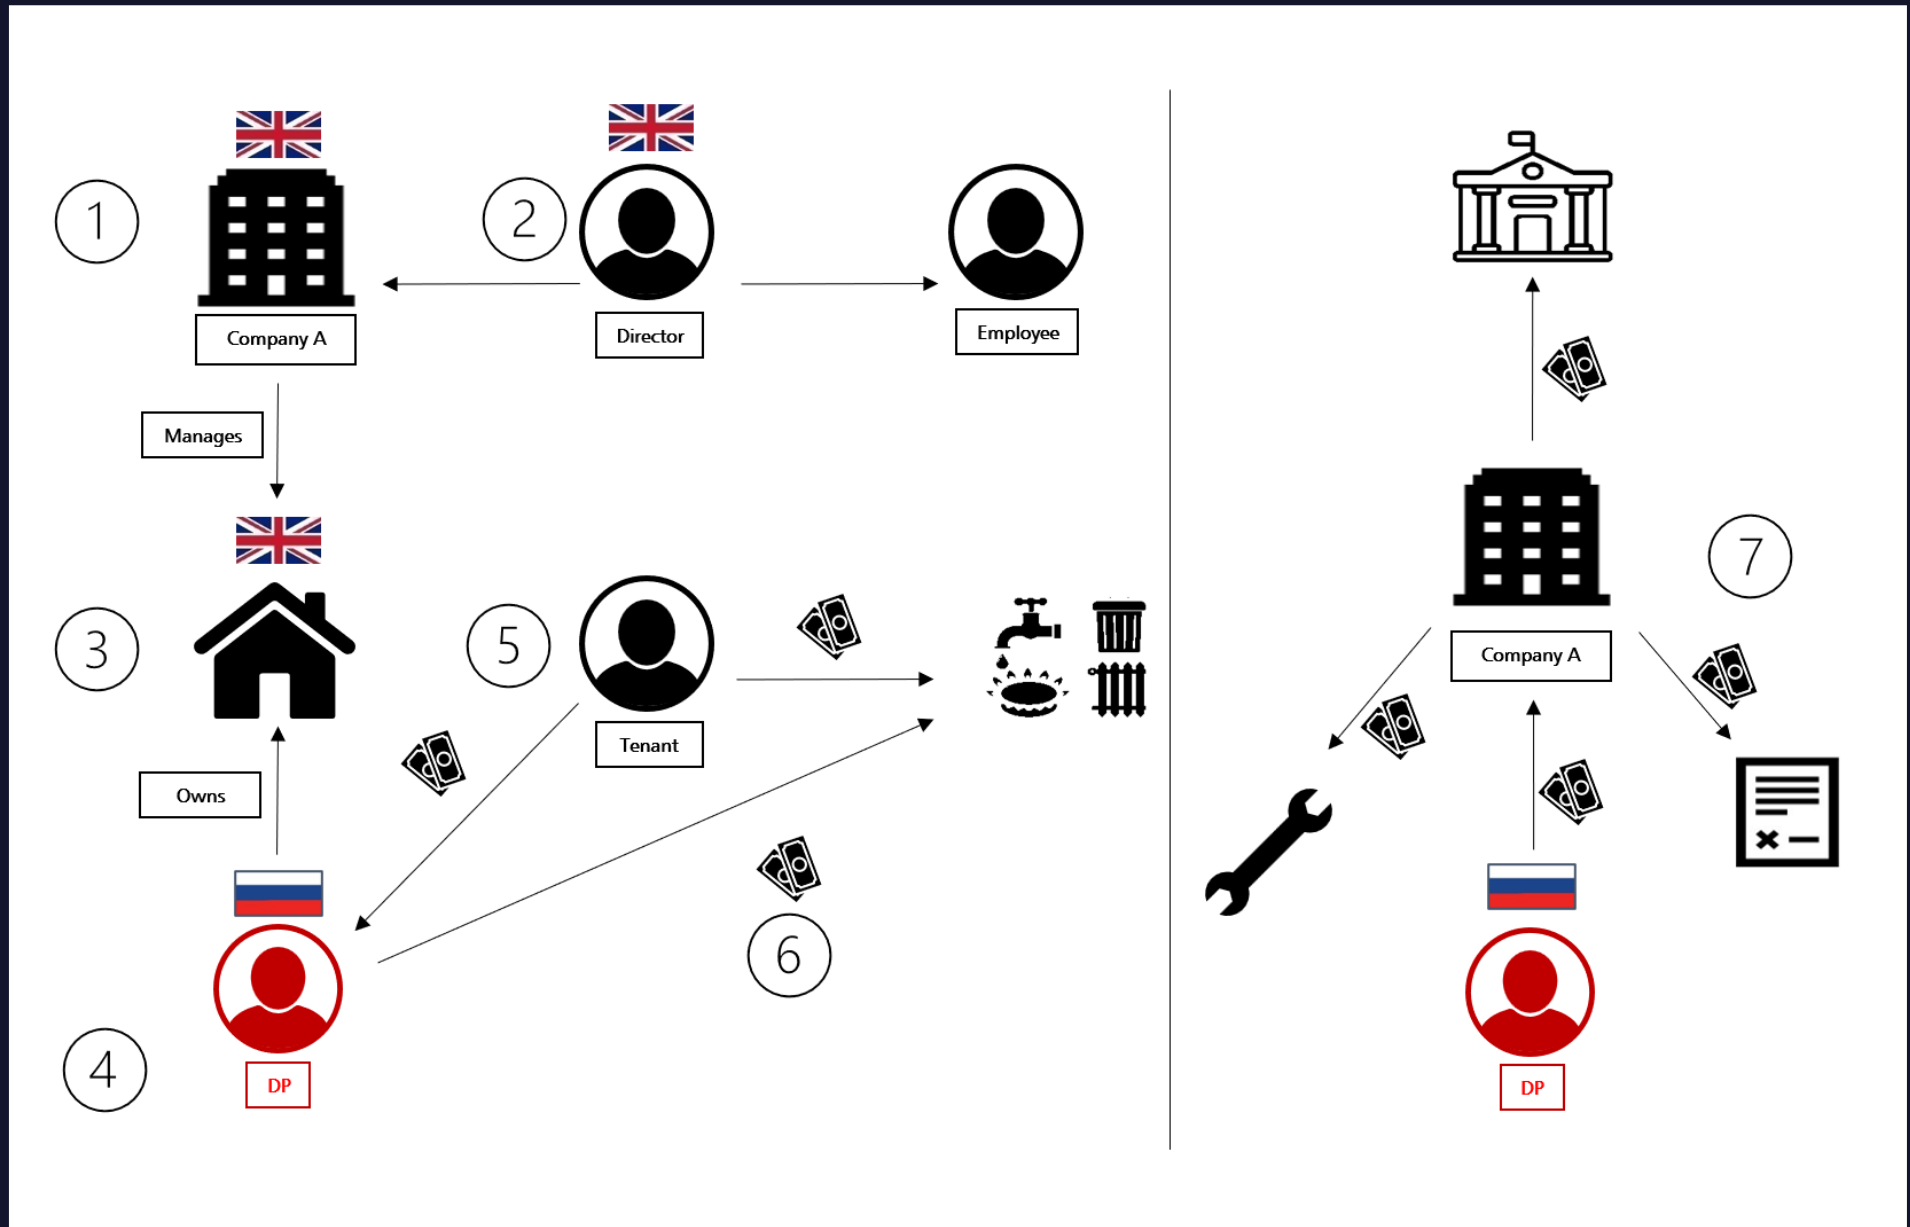 1
Company A
2
Director
Employee
Manages
3
5
Tenant
Owns
6
4
DP
7
Company A
DP